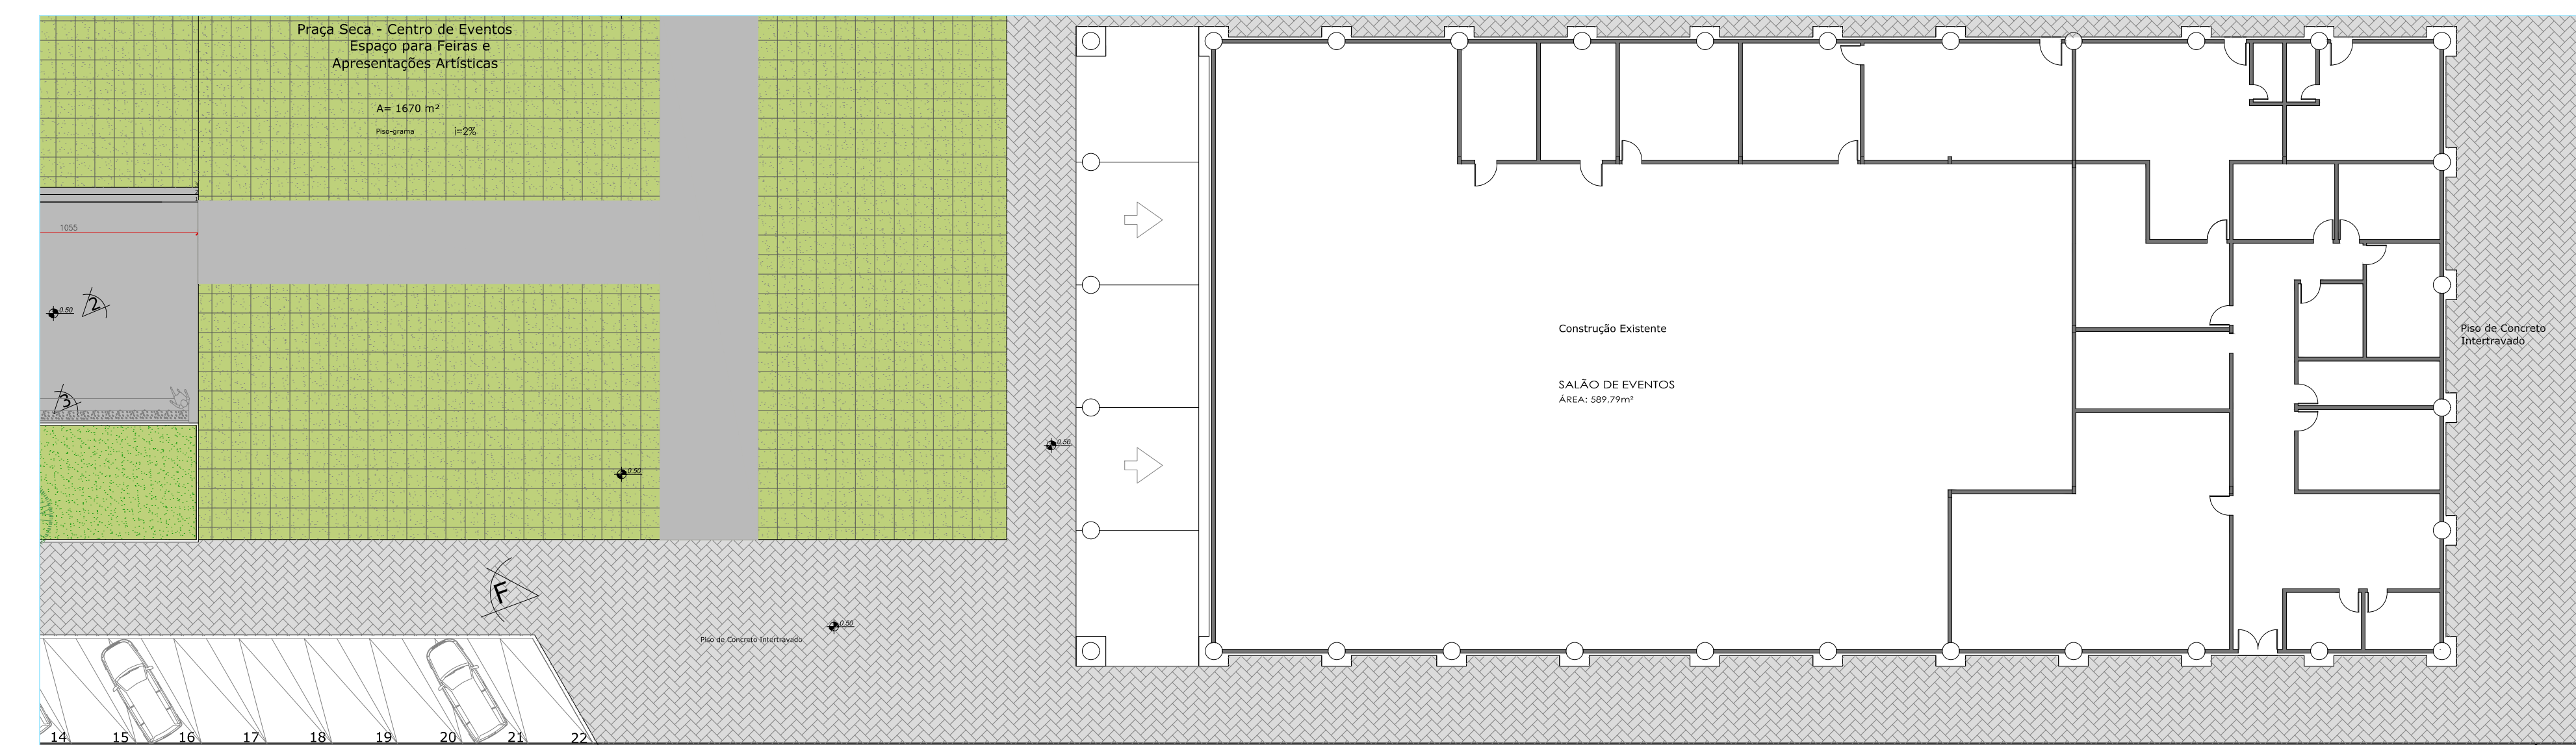 Praça Seca - Centro de Eventos
Espaço para Feiras e
Apresentações Artísticas
A= 1670 m²
Piso-grama i=2%
1055
0.50
2
3
0.50
0.50
F
0.50
Piso de Concreto Intertravado
14 15 16 17 18 19 20 21 22
Construção Existente
SALÃO DE EVENTOS
ÁREA: 589,79m²
Piso de Concreto
Intertravado